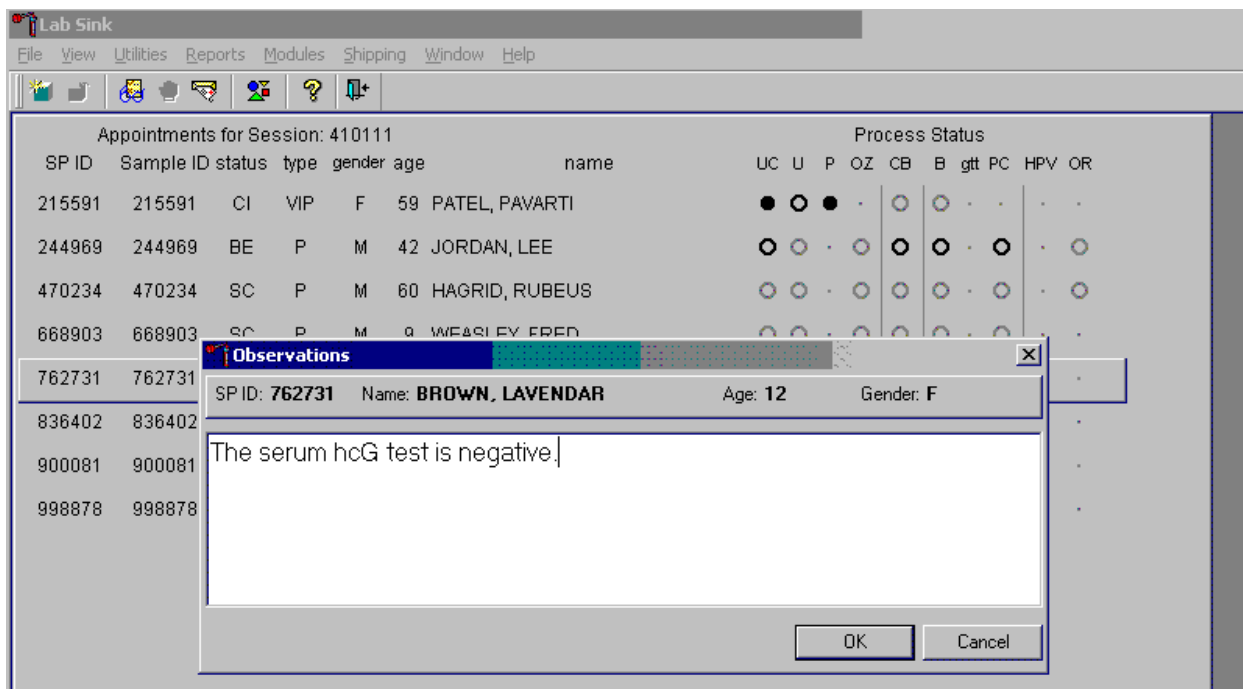 Lab Sink
File View Utilities Reports Modules Shipping Window Help
Appointments for Session: 410111 Process Status
SP ID Sample ID status type gender age name UC U P OZ CB B gtt PC HPV OR
215591 215591 CI VIP F 59 PATEL, PAVARTI
244969 244969 BE P M 42 JORDAN, LEE
470234 470234 SC P M 60 HAGRID, RUBEUS
668903 668903 SC P M 9 WEASLEY, FRED
Observations
762731 762731
SP ID: 762731 Name: BROWN, LAVENDAR Age: 12 Gender: F
836402 836402
The serum hcG test is negative.
900081 900081
998878 998878
OK Cancel